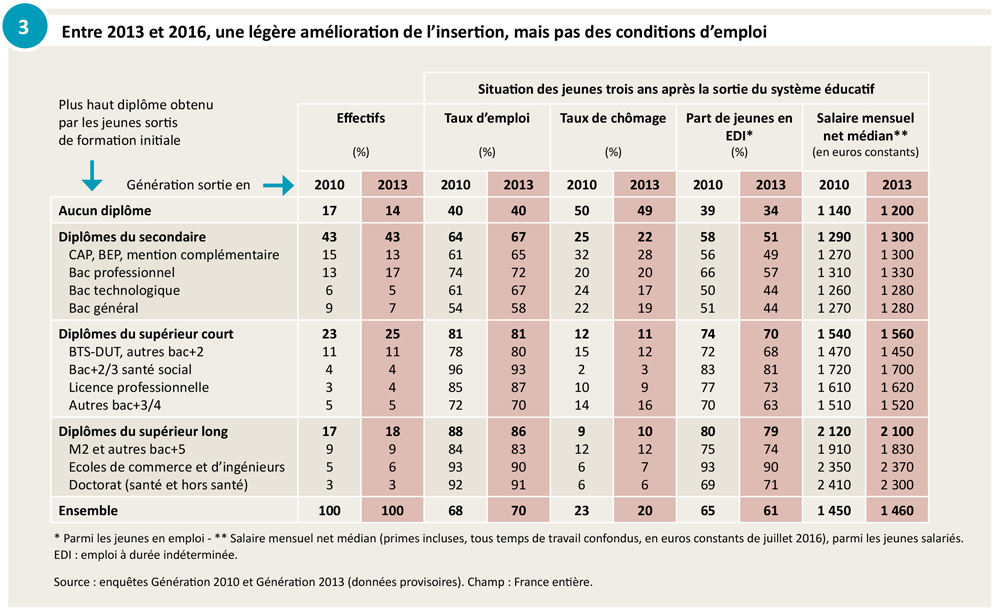 3
Entre 2013 et 2016, une légère amélioration de l’insertion, mais pas des conditions d’emploi
Situation des jeunes trois ans après la sortie du système éducatif
Plus haut diplôme obtenu
par les jeunes sortis
de formation initiale
Effectifs Taux d’emploi Taux de chômage Part de jeunes en EDI* Salaire mensuel net médian**
(%) (%) (%) (%) (en euros constants)
Génération sortie en 2010 2013 2010 2013 2010 2013 2010 2013 2010 2013
Aucun diplôme 17 14 40 40 50 49 39 34 1 140 1 200
Diplômes du secondaire 43 43 64 67 25 22 58 51 1 290 1 300
CAP, BEP, mention complémentaire 15 13 61 65 32 28 56 49 1 270 1 300
Bac professionnel 13 17 74 72 20 20 66 57 1 310 1 330
Bac technologique 6 5 61 67 24 17 50 44 1 260 1 280
Bac général 9 7 54 58 22 19 51 44 1 270 1 280
Diplômes du supérieur court 23 25 81 81 12 11 74 70 1 540 1 560
BTS-DUT, autres bac+2 11 11 78 80 15 12 72 68 1 470 1 450
Bac+2/3 santé social 4 4 96 93 2 3 83 81 1 720 1 700
Licence professionnelle 3 4 85 87 10 9 77 73 1 610 1 620
Autres bac+3/4 5 5 72 70 14 16 70 63 1 510 1 520
Diplômes du supérieur long 17 18 88 86 9 10 80 79 2 120 2 100
M2 et autres bac+5 9 9 84 83 12 12 75 74 1 910 1 830
Ecoles de commerce et d’ingénieurs 5 6 93 90 6 7 93 90 2 350 2 370
Doctorat (santé et hors santé) 3 3 92 91 6 6 69 71 2 410 2 300
Ensemble 100 100 68 70 23 20 65 61 1 450 1 460
* Parmi les jeunes en emploi - ** Salaire mensuel net médian (primes incluses, tous temps de travail confondus, en euros constants de juillet 2016), parmi les jeunes salariés.
EDI : emploi à durée indéterminée.
Source : enquêtes Génération 2010 et Génération 2013 (données provisoires). Champ : France entière.